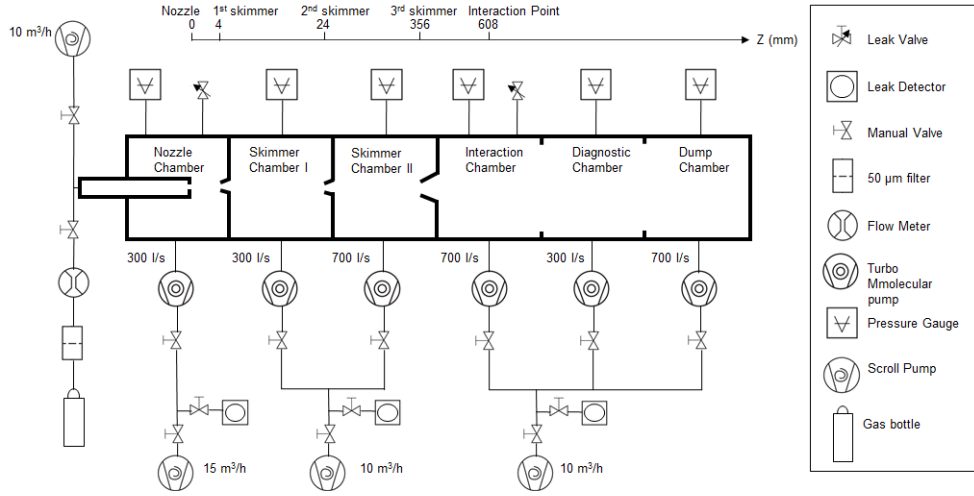 Nozzle 1st skimmer 2nd skimmer 3rd skimmer Interaction Point
0 4 24 356 608
Z (mm)
10 m³/h
Nozzle Chamber
Skimmer Chamber I
Skimmer Chamber II
Interaction Chamber
Diagnostic Chamber
Dump Chamber
300 l/s 300 l/s 700 l/s 700 l/s 300 l/s 700 l/s
15 m³/h 10 m³/h 10 m³/h
Leak Valve
Leak Detector
Manual Valve
50 µm filter
Flow Meter
Turbo
Mmolecular
pump
Pressure Gauge
Scroll Pump
Gas bottle